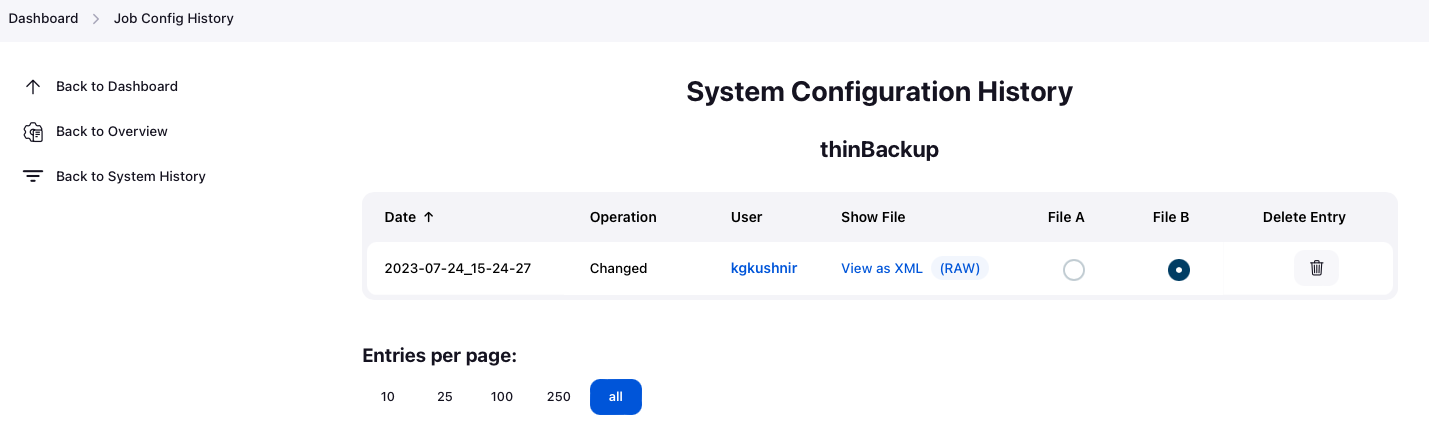 Dashboard > Job Config History
Back to Dashboard
Back to Overview
Back to System History
System Configuration History
thinBackup
Date ↑ Operation User Show File File A File B Delete Entry
2023-07-24_15-24-27 Changed kgkushnir View as XML (RAW)
Entries per page:
10 25 100 250 all